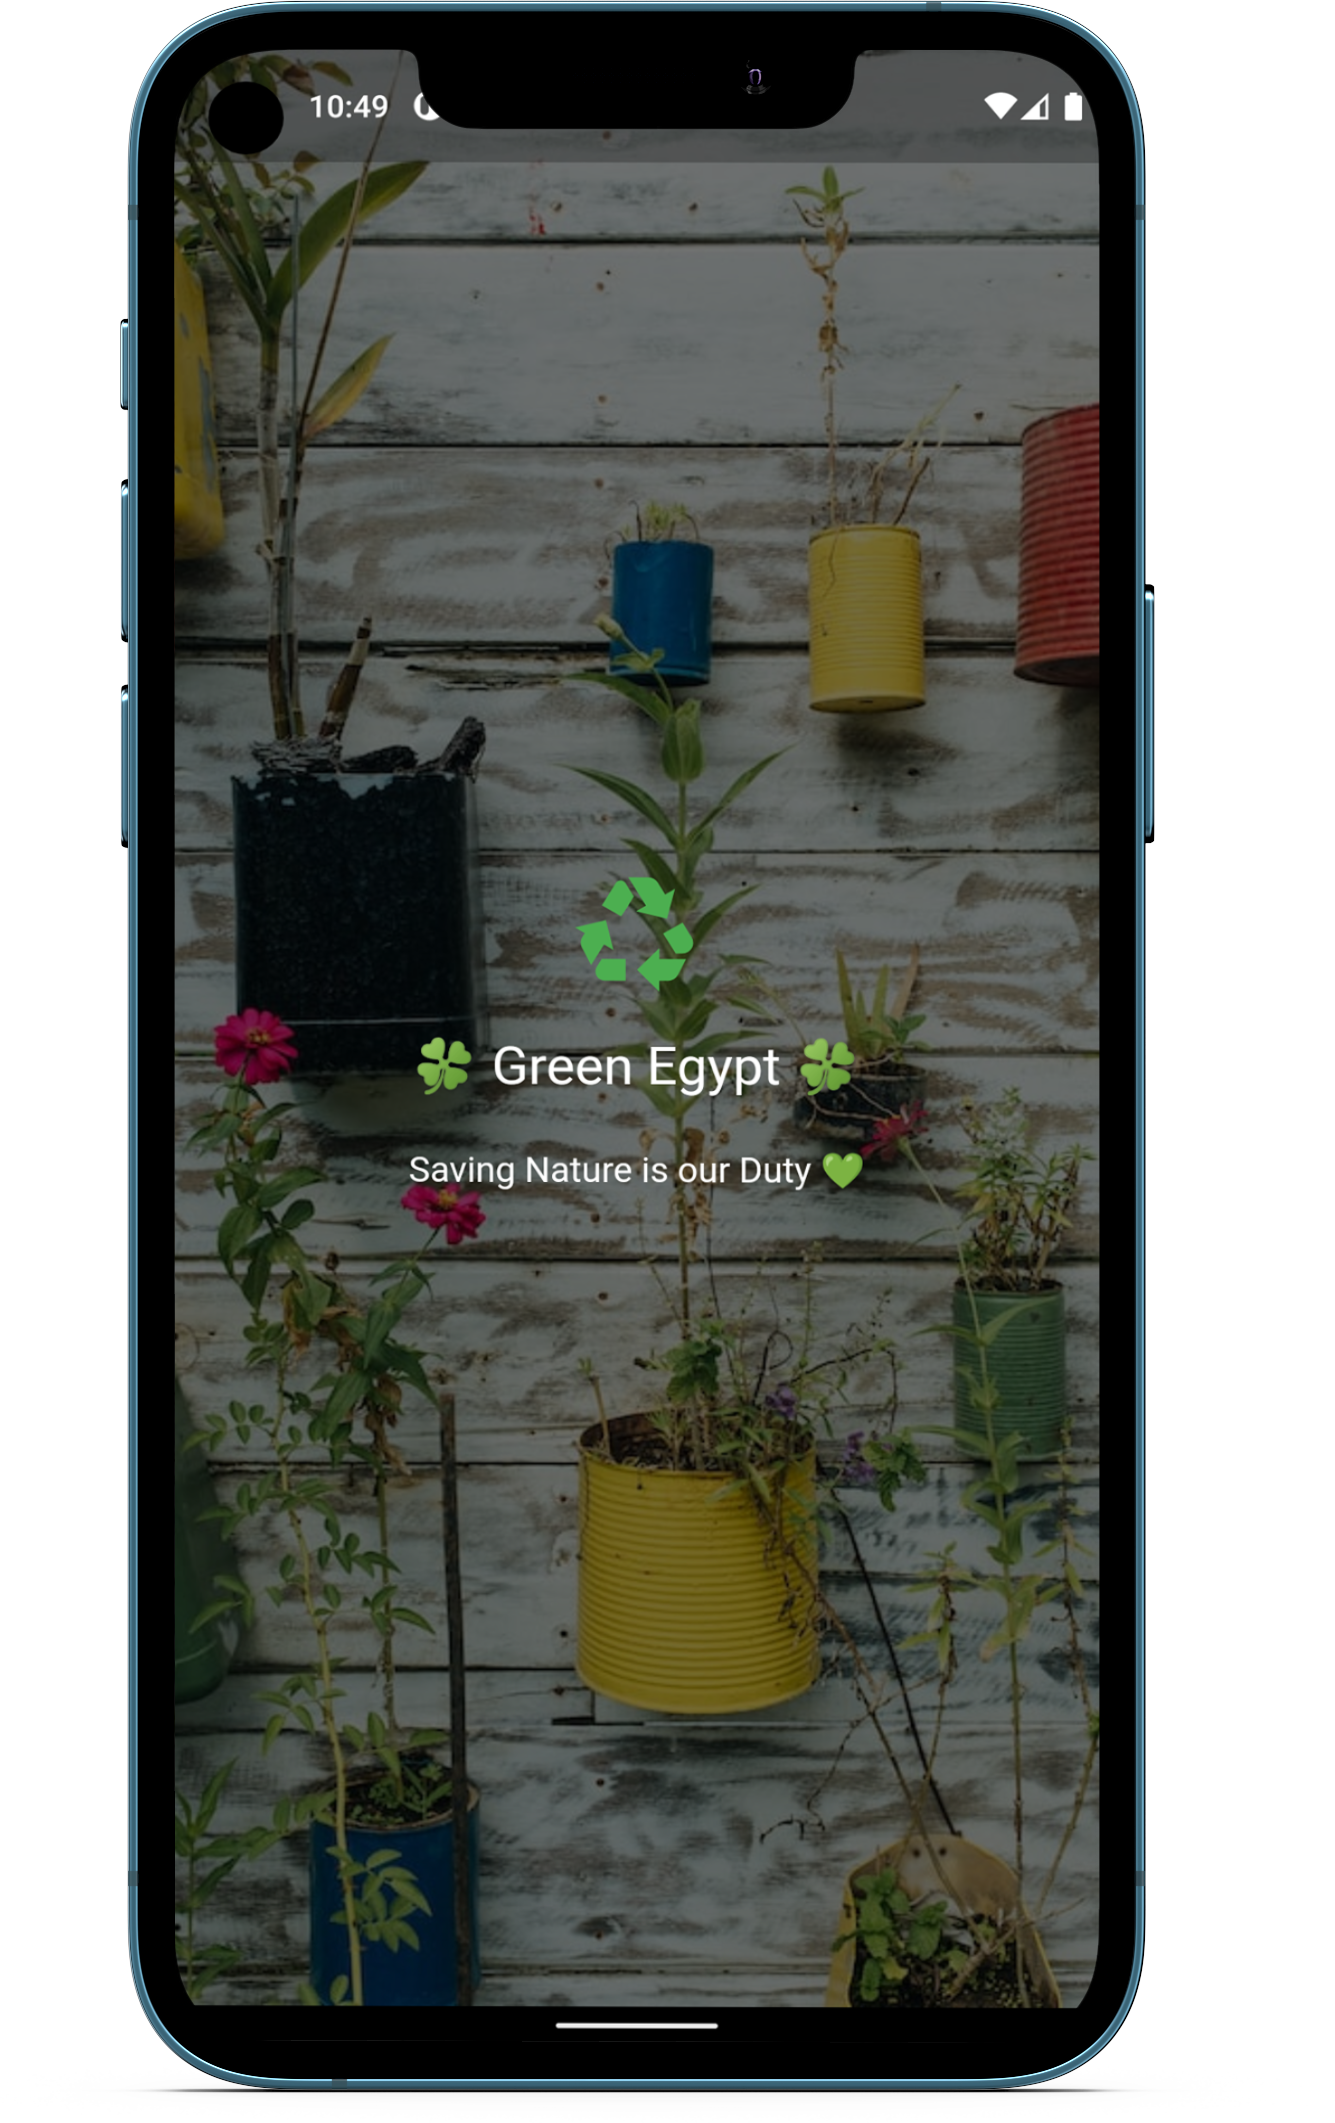 10:49
🍀 Green Egypt 🍀
Saving Nature is our Duty 💚